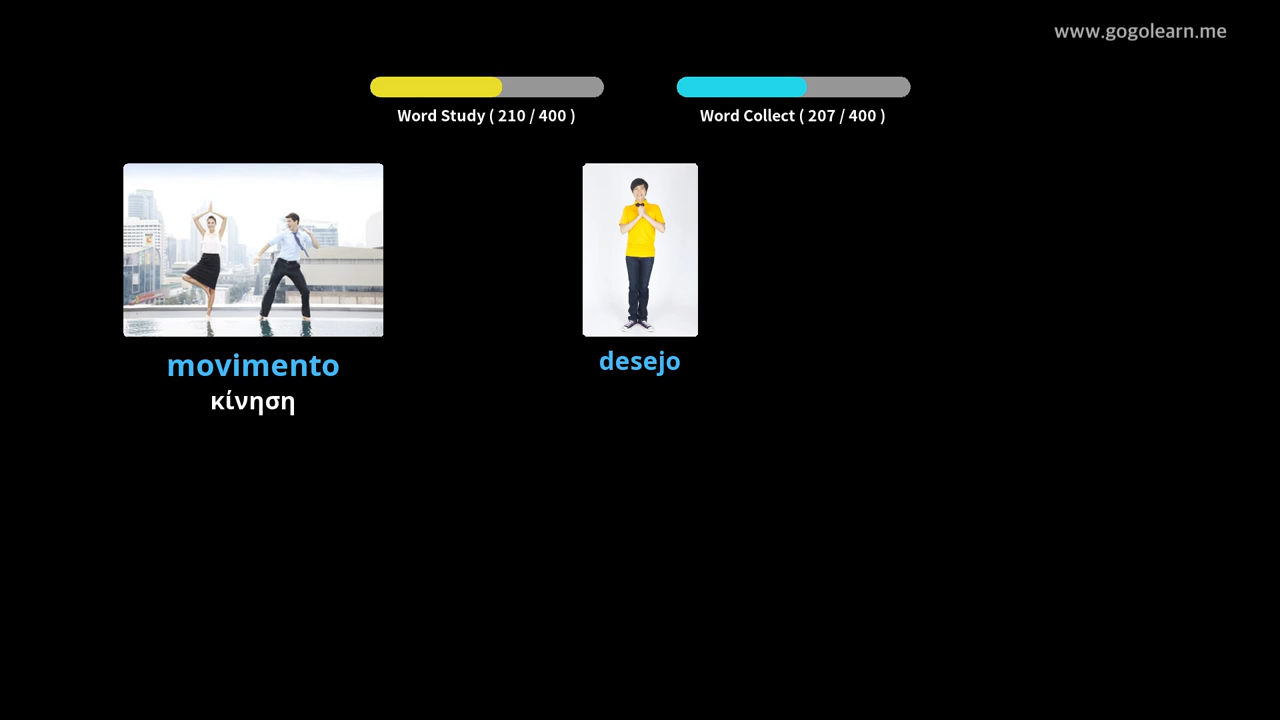 www.gogolearn.me
Word Study ( 210 / 400 )
Word Collect ( 207 / 400 )
movimento
κίνηση
desejo